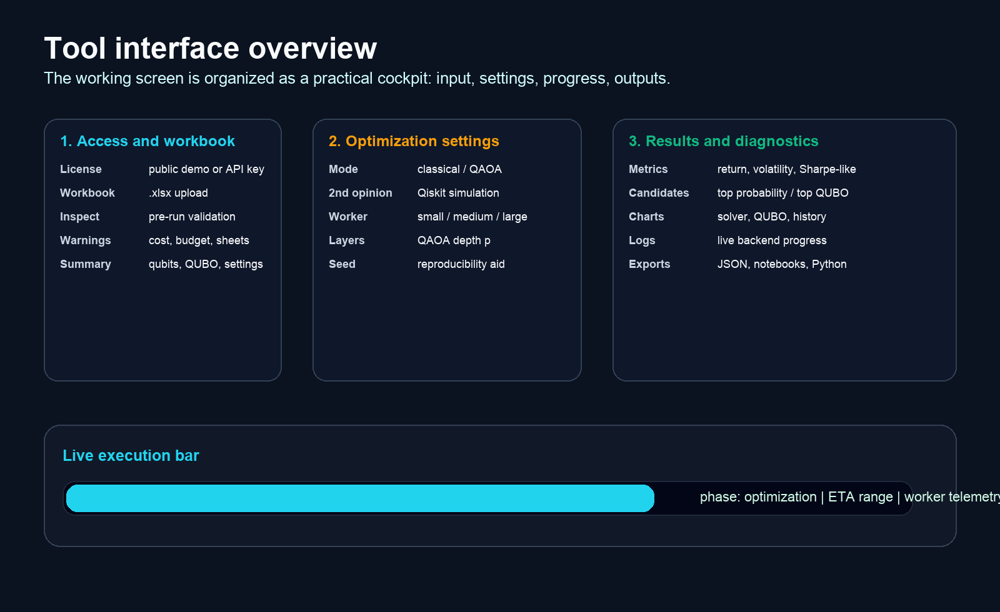 Tool interface overview
The working screen is organized as a practical cockpit: input, settings, progress, outputs.
1. Access and workbook
License public demo or API key
Workbook .xlsx upload
Inspect pre-run validation
Warnings cost, budget, sheets
Summary qubits, QUBO, settings
2. Optimization settings
Mode classical / QAOA
2nd opinion Qiskit simulation
Worker small / medium / large
Layers QAOA depth p
Seed reproducibility aid
3. Results and diagnostics
Metrics return, volatility, Sharpe-like
Candidates top probability / top QUBO
Charts solver, QUBO, history
Logs live backend progress
Exports JSON, notebooks, Python
Live execution bar
phase: optimization | ETA range | worker telemetry